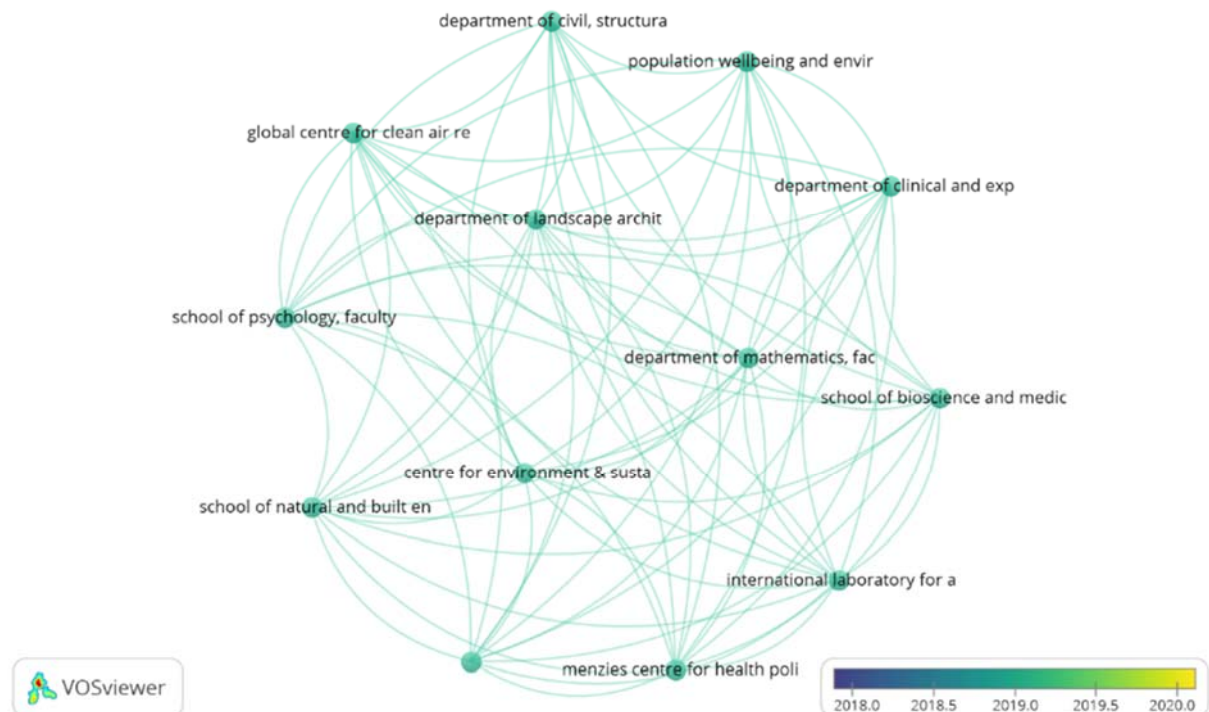 department of civil, structura
population wellbeing and envir
global centre for clean air re
department of clinical and exp
department of landscape archit
school of psychology, faculty
department of mathematics, fac
school of bioscience and medic
centre for environment & susta
school of natural and built en
international laboratory for a
menzies centre for health poli
VOSviewer
2018.0 2018.5 2019.0 2019.5 2020.0